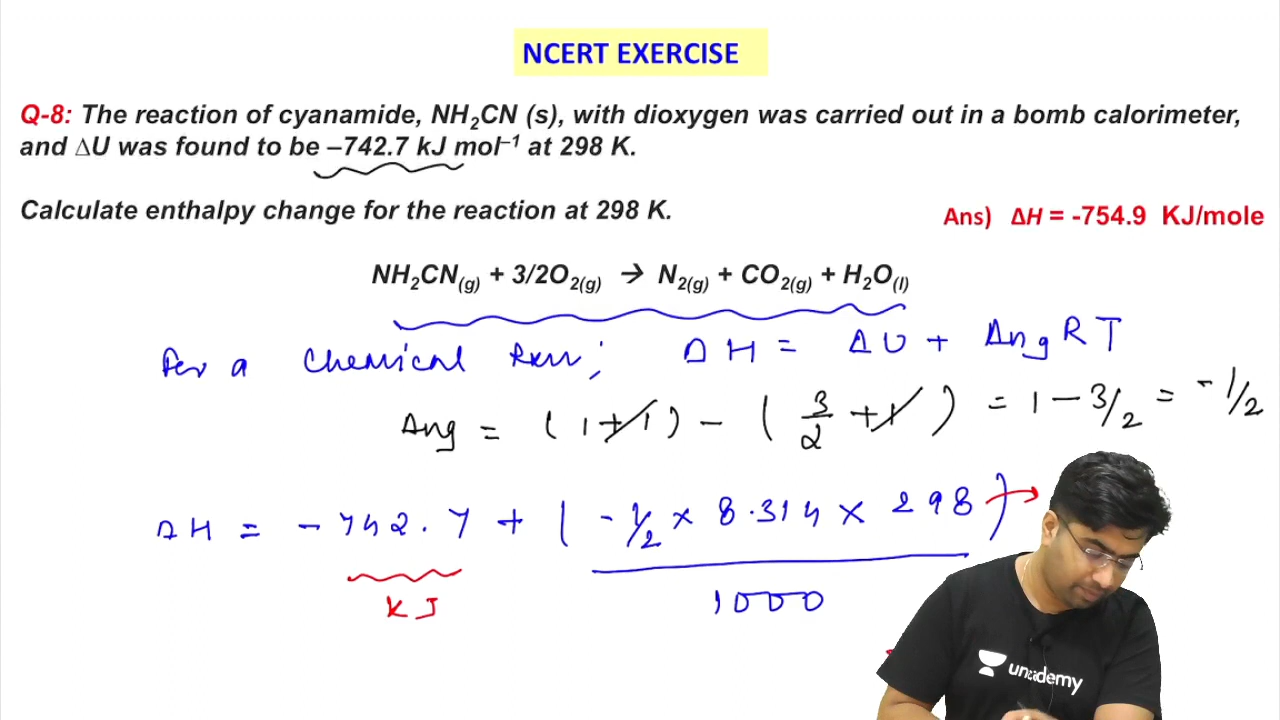 NCERT EXERCISE
Q-8: The reaction of cyanamide, NH₂CN (s), with dioxygen was carried out in a bomb calorimeter,
and △U was found to be –742.7 kJ mol⁻¹ at 298 K.
Calculate enthalpy change for the reaction at 298 K.
Ans) ΔH = -754.9 KJ/mole
NH₂CN(g) + 3/2O₂(g) → N₂(g) + CO₂(g) + H₂O(l)
For a Chemical Rxn; ΔH = ΔU + Δng RT
Δng = (1+1) - (3/2 + 1) = 1 - 3/2 = -1/2
ΔH = -742.7 + (-1/2 × 8.314 × 298)
KJ
1000
unacademy